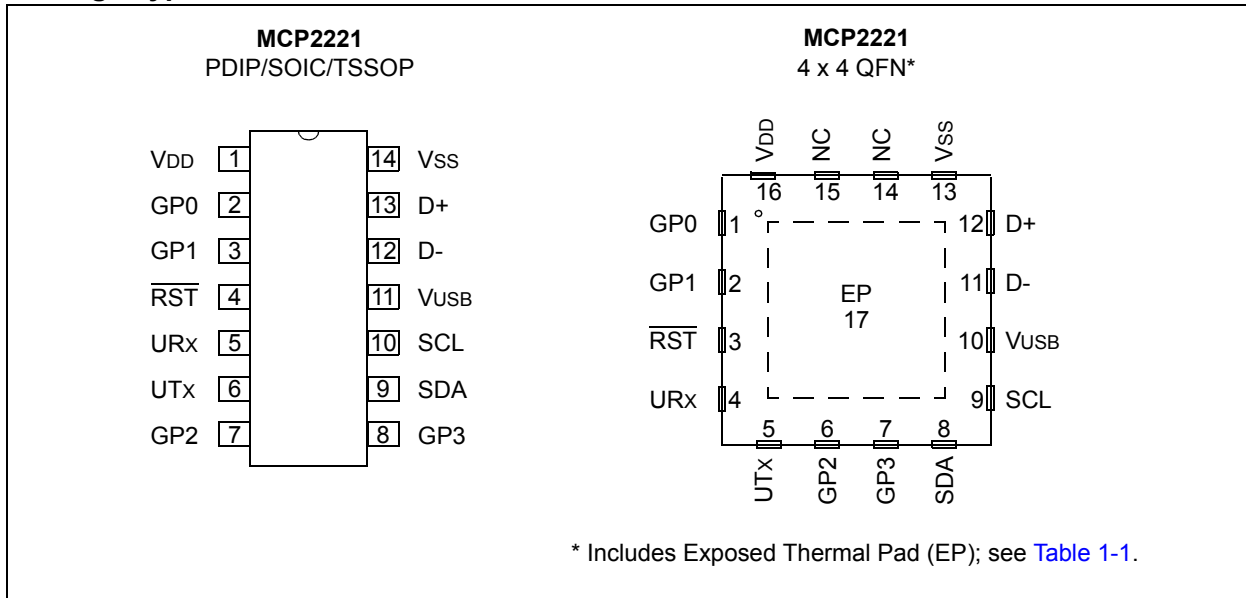 MCP2221
PDIP/SOIC/TSSOP
VDD 1
GP0 2
GP1 3
RST 4
URx 5
UTx 6
GP2 7
14 VSS
13 D+
12 D-
11 VUSB
10 SCL
9 SDA
8 GP3
MCP2221
4 x 4 QFN*
VDD NC NC VSS
16 15 14 13
GP0 1
GP1 2
RST 3
URx 4
EP
17
12 D+
11 D-
10 VUSB
9 SCL
5 6 7 8
UTx GP2 GP3 SDA
* Includes Exposed Thermal Pad (EP); see Table 1-1.